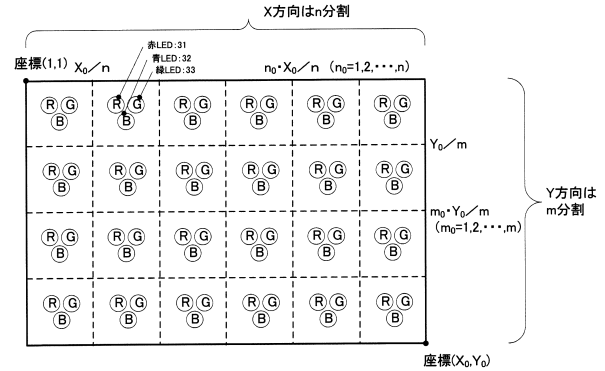 X方向はn分割
赤LED:31
座標(1,1) X₀／n 青LED:32 n₀・X₀／n (n₀=1,2,・・・,n)
緑LED:33
R G R G R G R G R G R G
B B B B B B
Y₀／m
R G R G R G R G R G R G
B B B B B B
Y方向は
m分割
m₀・Y₀／m
(m₀=1,2,・・・,m)
R G R G R G R G R G R G
B B B B B B
R G R G R G R G R G R G
B B B B B B
座標(X₀,Y₀)